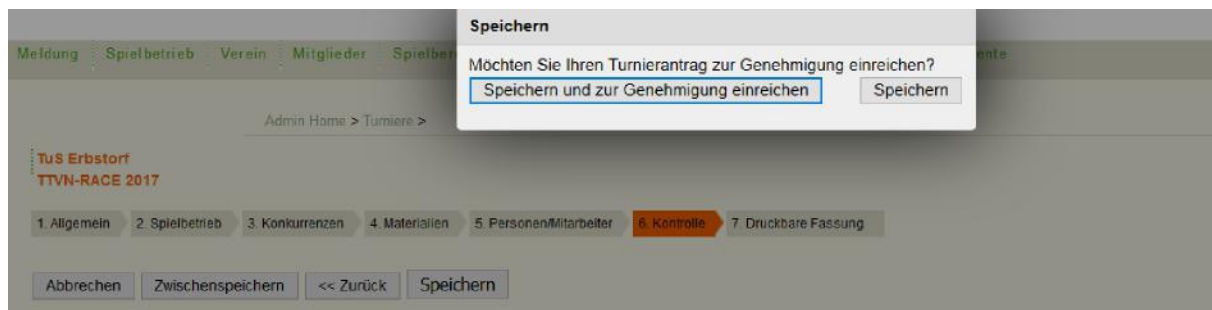 Speichern
Meldung Spielbetrieb Verein Mitglieder
Möchten Sie Ihren Turnierantrag zur Genehmigung einreichen?
Speichern und zur Genehmigung einreichen Speichern
Admin Home > Turniere >
TuS Erbstorf
TTVN-RACE 2017
1. Allgemein 2. Spielbetrieb 3. Konkurrenzen 4. Materialien 5. Personen/Mitarbeiter 6. Kontrolle 7. Druckbare Fassung
Abbrechen Zwischenspeichern << Zurück Speichern